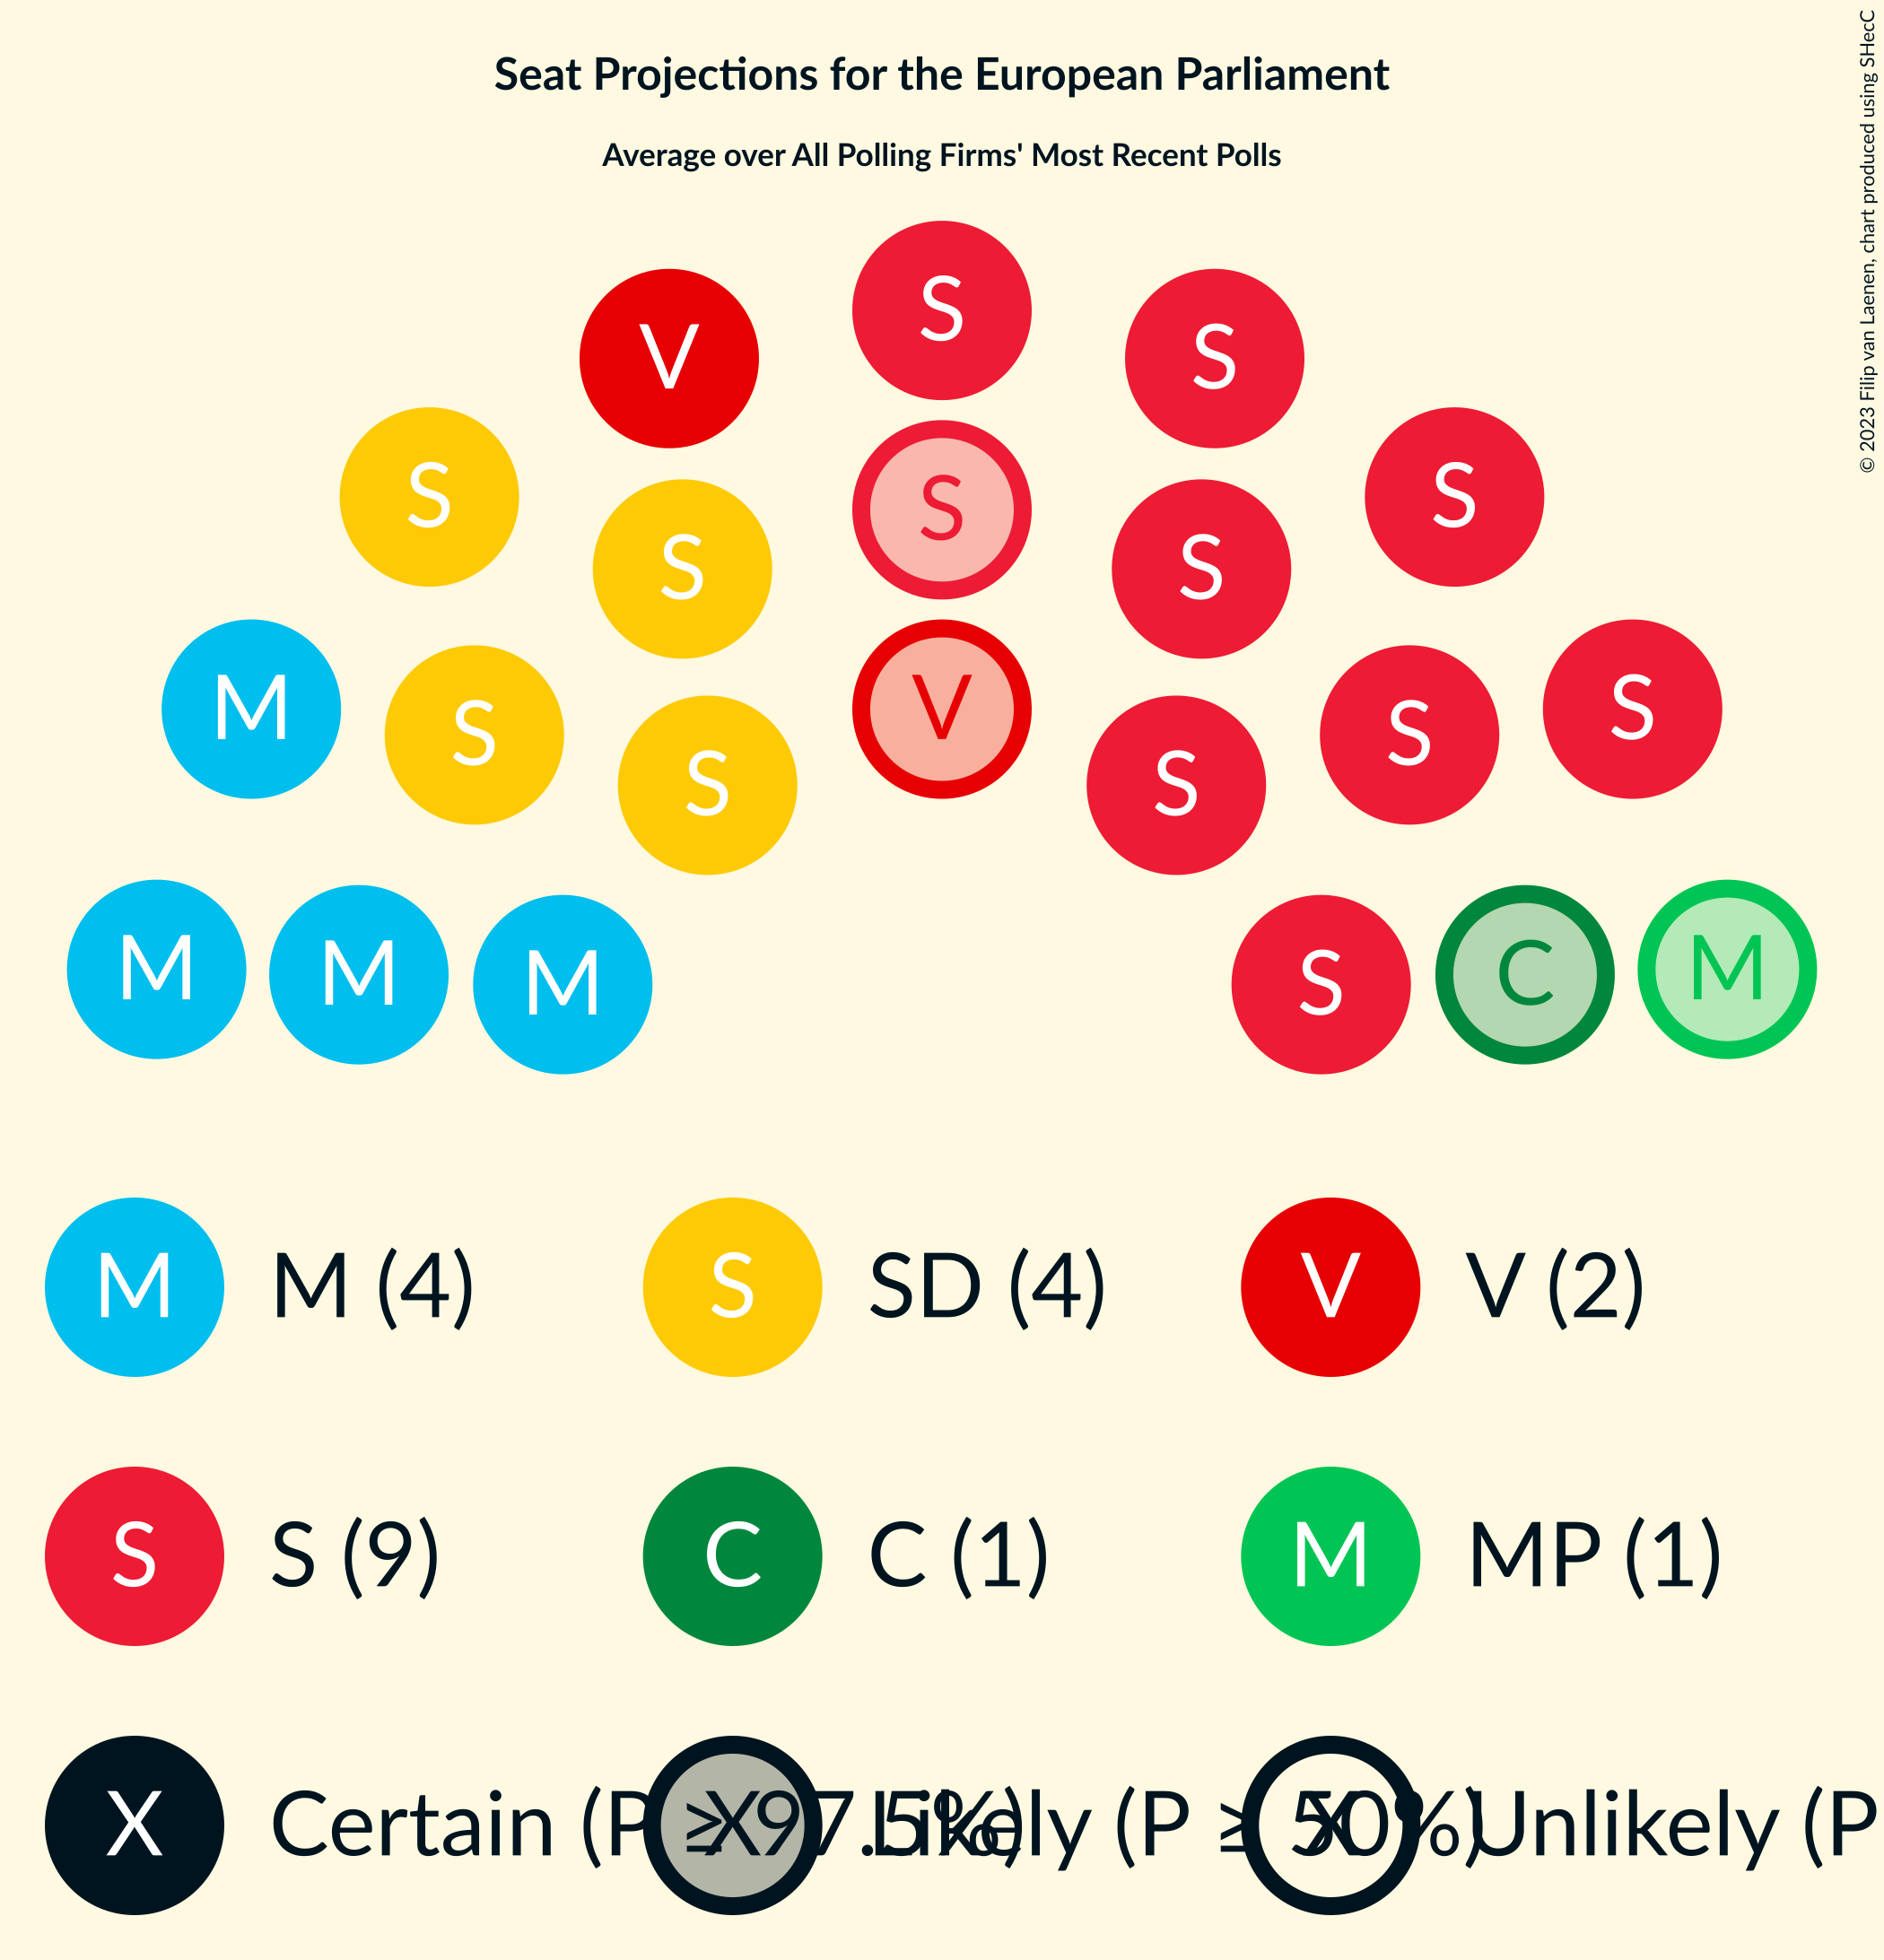 Seat Projections for the European Parliament
Average over All Polling Firms' Most Recent Polls
© 2023 Filip van Laenen, chart produced using SHecC
S
V S
S S
S
S S
M S
V
S S S
S S
M M M
S C M
M M (4) S SD (4) V V (2)
S S (9) C C (1) M MP (1)
X Certain (P ≥ 97.5%) X Likely (P ≥ 50%) X Unlikely (P